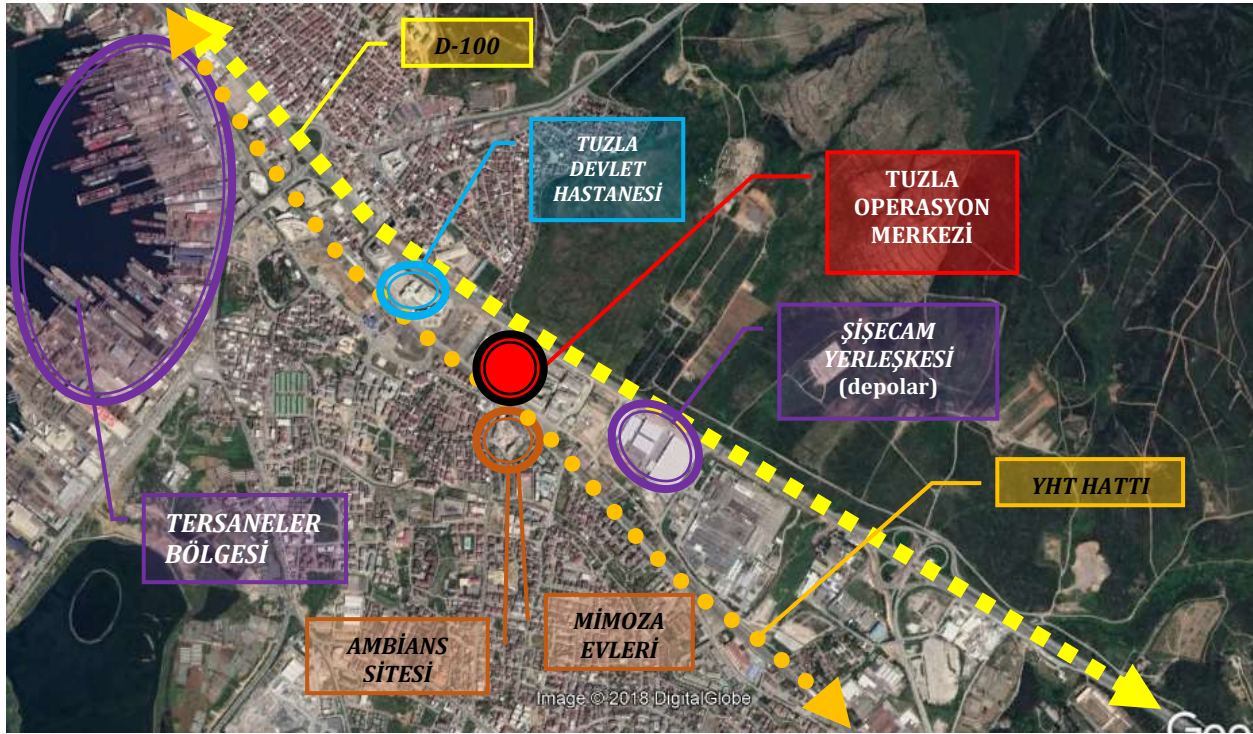 D-100
TUZLA
DEVLET
HASTANESİ
TUZLA
OPERASYON
MERKEZİ
ŞİŞECAM
YERLEŞKESİ
(depolar)
YHT HATTI
TERSANELER
BÖLGESİ
AMBİANS
SİTESİ
MİMOZA
EVLERİ
Image © 2018 DigitalGlobe
Goo